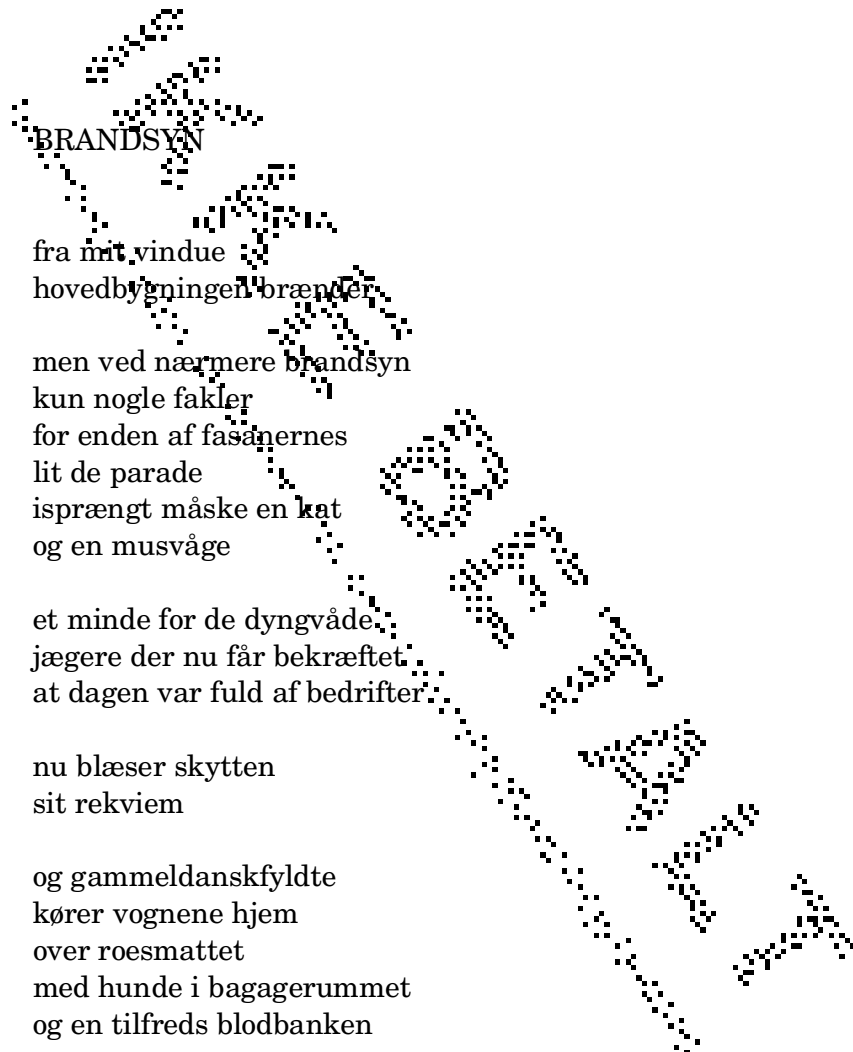 BRANDSYN
fra mit vindue
hovedbygningen brænder
men ved nærmere brandsyn
kun nogle fakler
for enden af fasanernes
lit de parade
isprængt måske en kat
og en musvåge
et minde for de dyngvåde
jægere der nu får bekræftet
at dagen var fuld af bedrifter
nu blæser skytten
sit rekviem
og gammeldanskfyldte
kører vognene hjem
over roesmattet
med hunde i bagagerummet
og en tilfreds blodbanken
IKKE BETALT